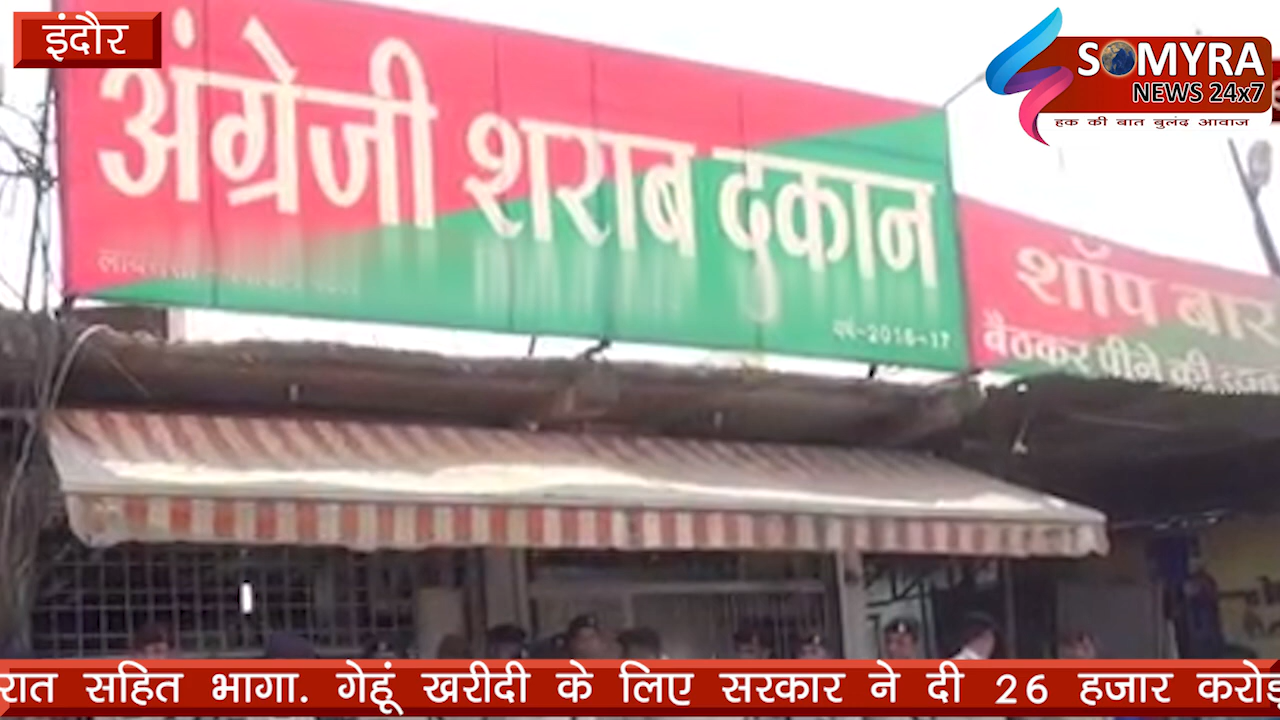 इंदौर
SOMYRA
NEWS 24x7
हक की बात बुलंद आवाज
अंग्रेजी शराब दुकान
वर्ष-2016-17
शॉप बार
बैठकर पीने की
रात सहित भागा. गेहूं खरीदी के लिए सरकार ने दी 26 हजार करोड़